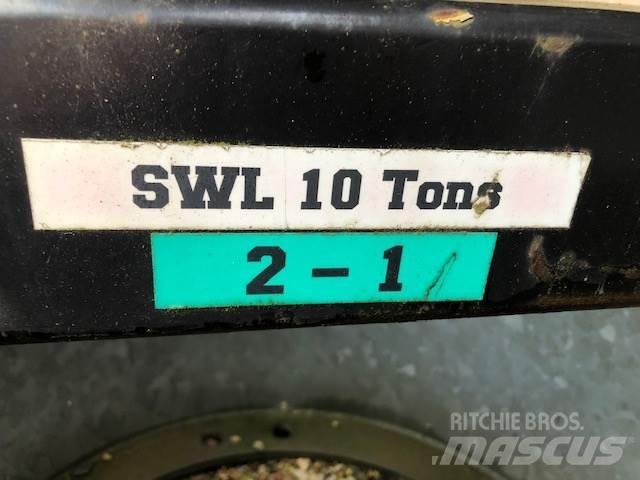 SWL 10 Tons
2 – 1
RITCHIE BROS.
MASCUS